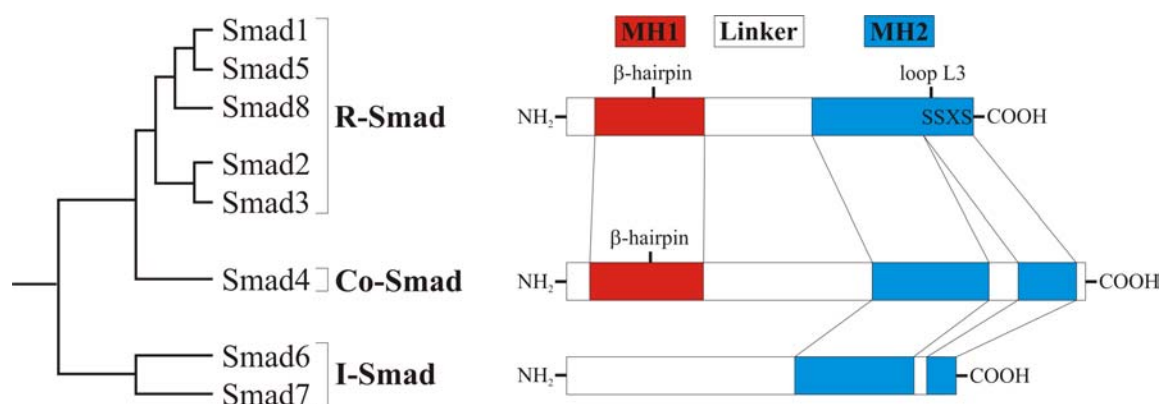 Smad1
Smad5
Smad8
Smad2
Smad3
Smad4
Smad6
Smad7
R-Smad
Co-Smad
I-Smad
MH1 Linker MH2
β-hairpin loop L3
NH₂ SSXS COOH
β-hairpin
NH₂ COOH
NH₂ COOH